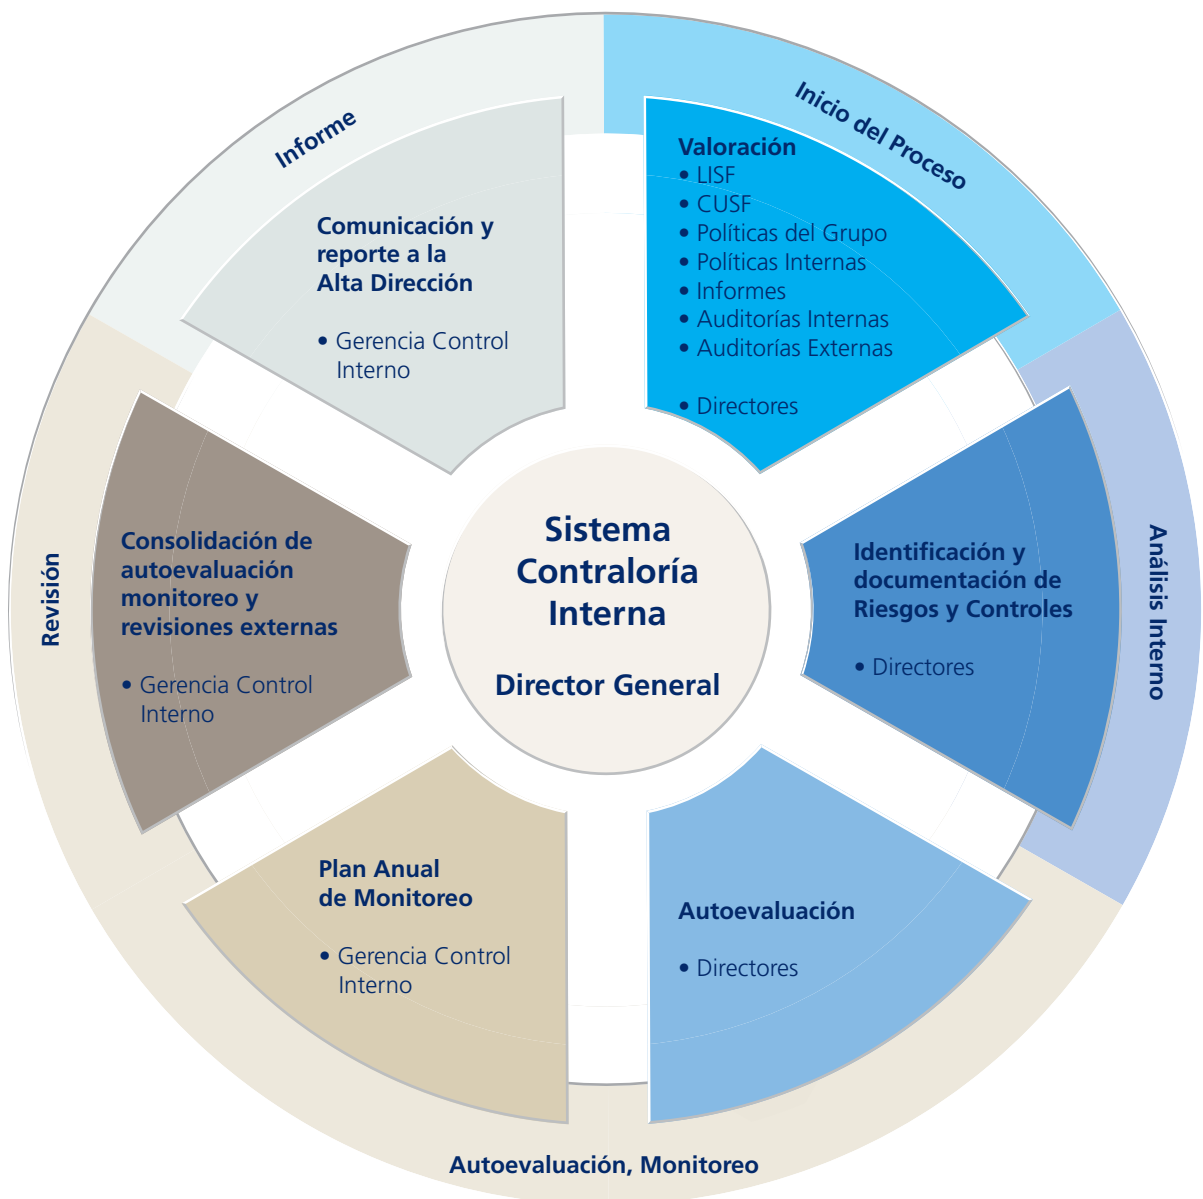 Inicio del Proceso
Valoración
• LISF
• CUSF
• Políticas del Grupo
• Políticas Internas
• Informes
• Auditorías Internas
• Auditorías Externas
• Directores
Análisis Interno
Identificación y
documentación de
Riesgos y Controles
• Directores
Autoevaluación
• Directores
Autoevaluación, Monitoreo
Plan Anual
de Monitoreo
• Gerencia Control
Interno
Revisión
Consolidación de
autoevaluación
monitoreo y
revisiones externas
• Gerencia Control
Interno
Informe
Comunicación y
reporte a la
Alta Dirección
• Gerencia Control
Interno
Sistema
Contraloría
Interna
Director General